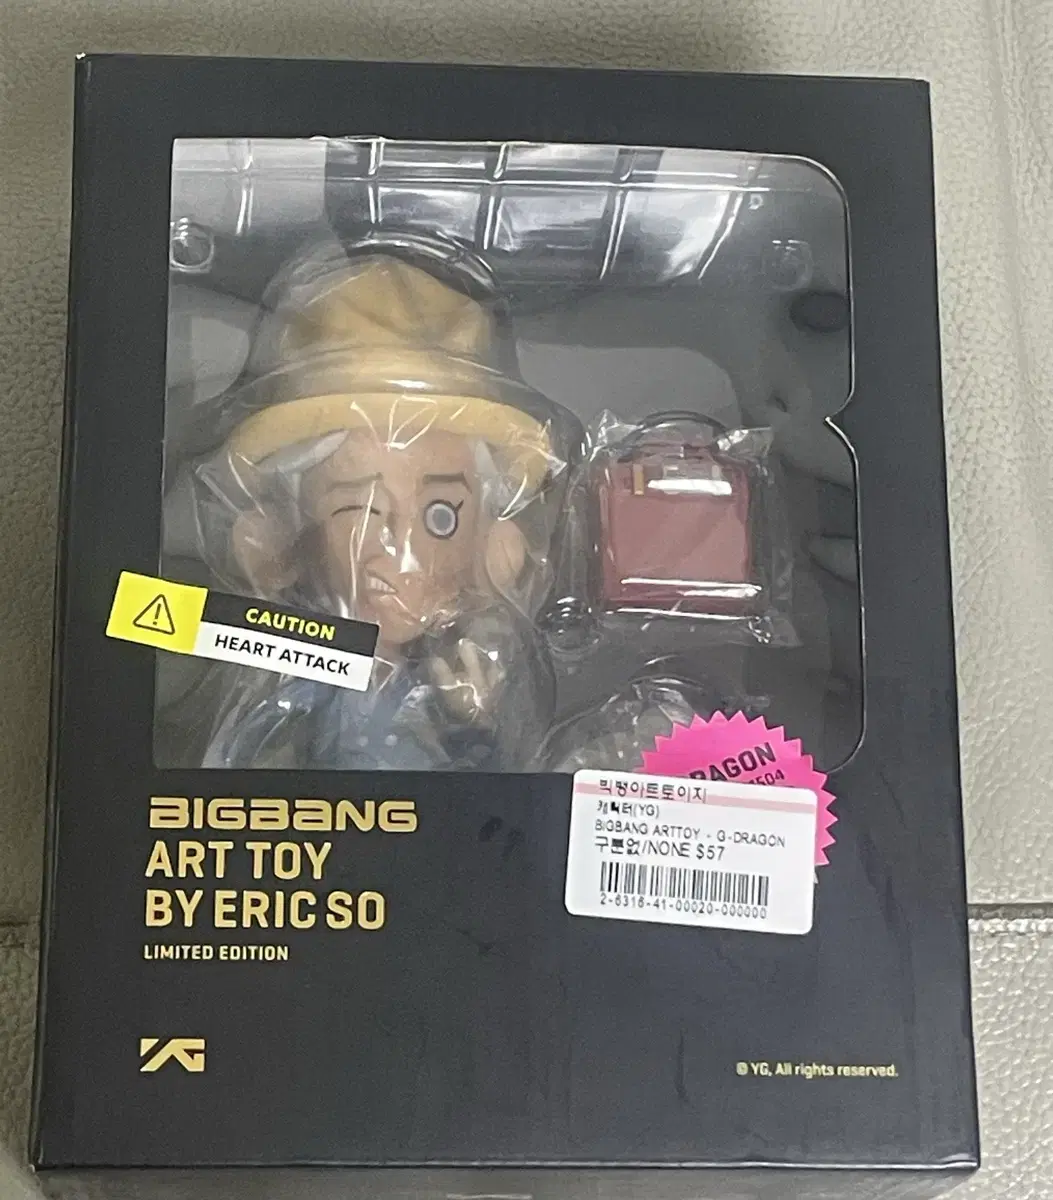 CAUTION
HEART ATTACK
DRAGON
빅뱅아트토이지
캐릭터(YG)
BIGBANG ARTTOY - G-DRAGON
구분없/NONE $57
2-6316-41-00020-000000
BIGBANG
ART TOY
BY ERIC SO
LIMITED EDITION
YG
© YG, All rights reserved.